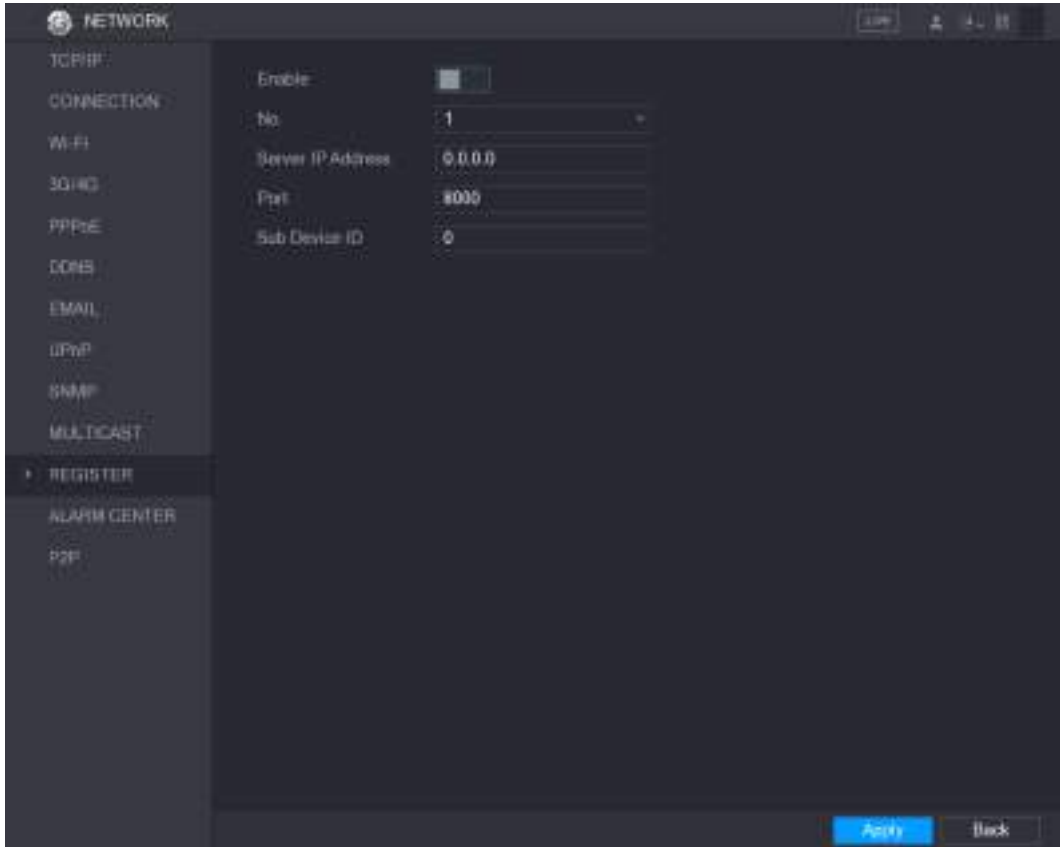 NETWORK
LIVE
TCP/IP
CONNECTION
WI-FI
3G/4G
PPPoE
DDNS
EMAIL
UPnP
SNMP
MULTICAST
REGISTER
ALARM CENTER
P2P
Enable
No.
1
Server IP Address
0.0.0.0
Port
8000
Sub Device ID
0
Apply
Back